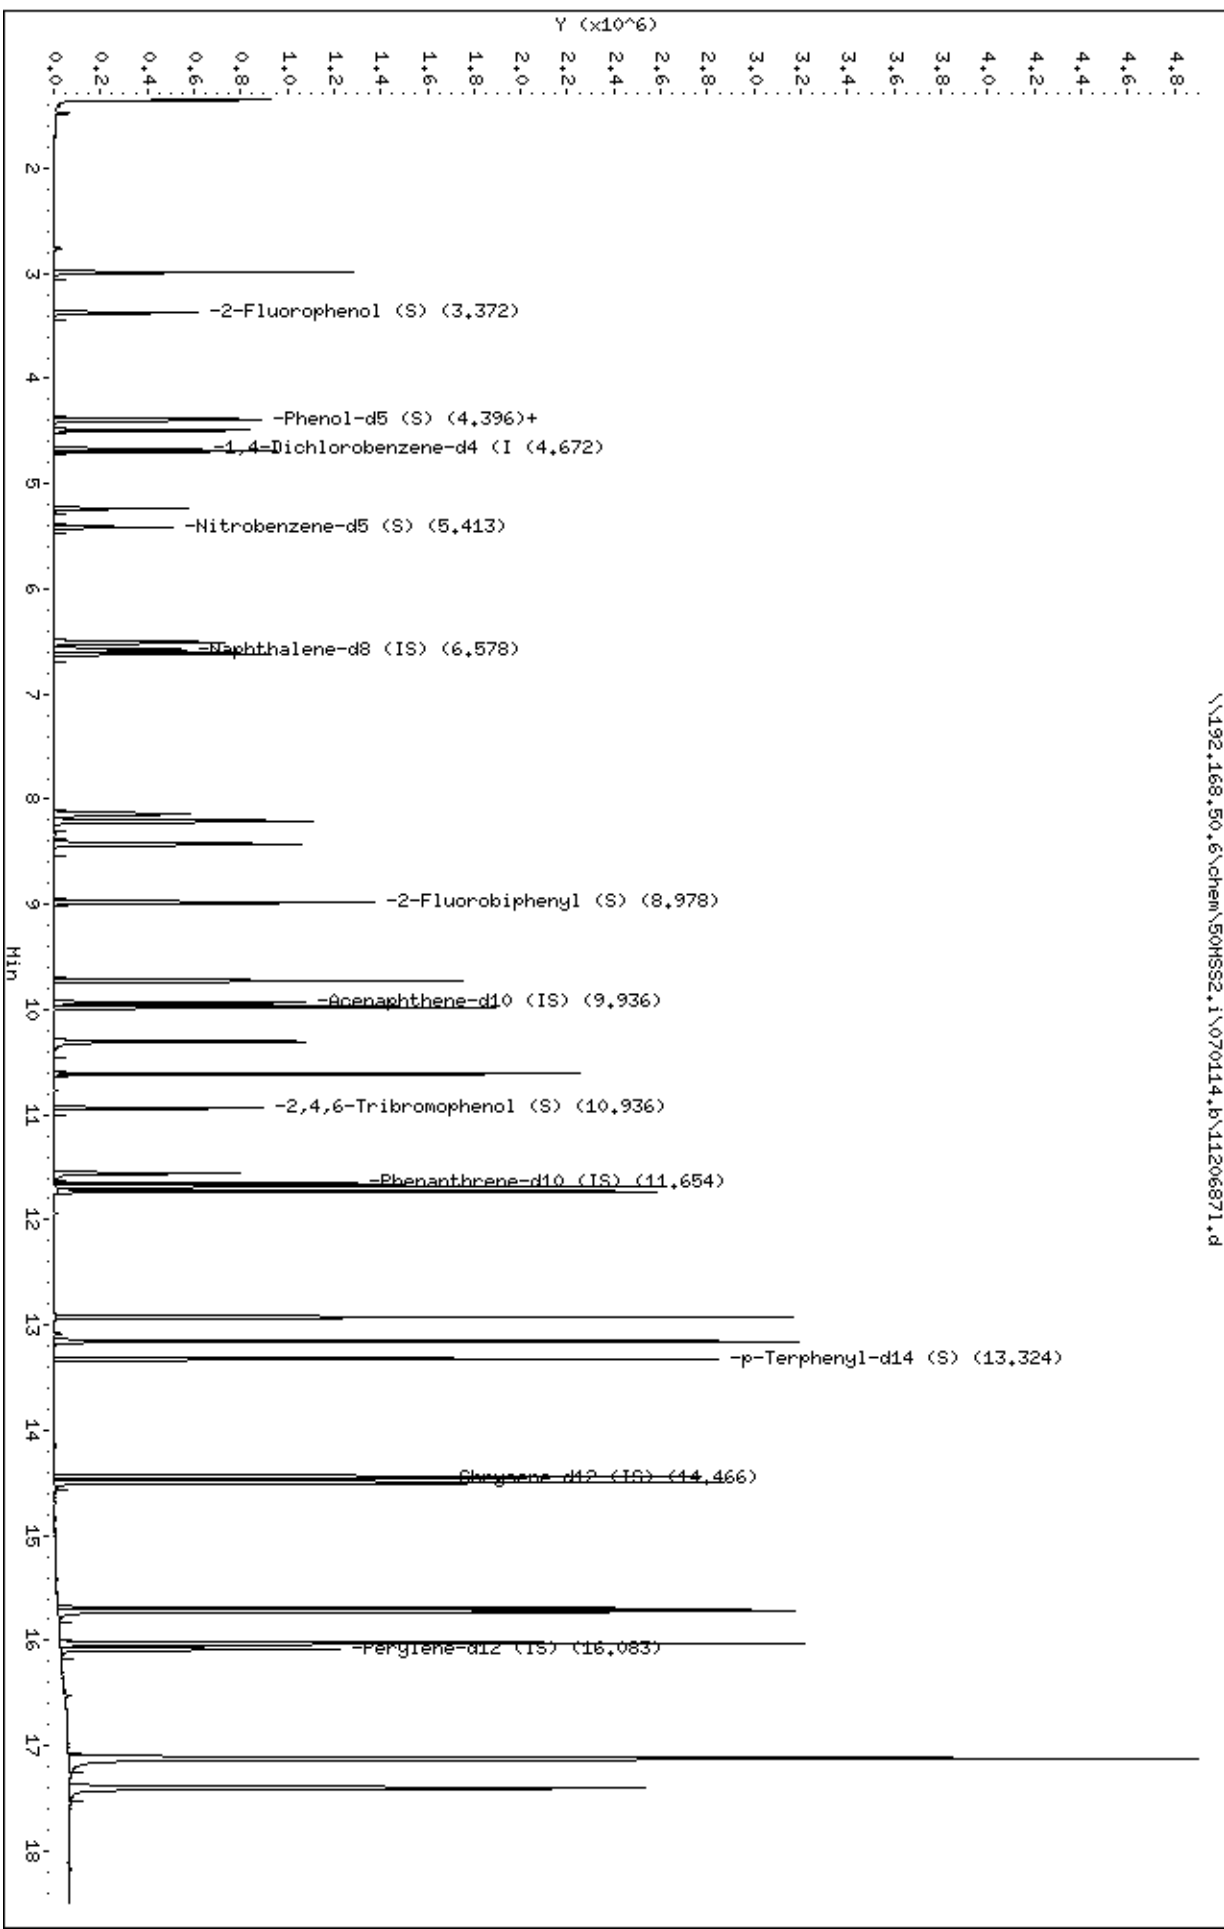 \\192.168.50.6\chem\50MSS2.i\070114.b\11206871.d
Y (x10^6)
0.0
0.2
0.4
0.6
0.8
1.0
1.2
1.4
1.6
1.8
2.0
2.2
2.4
2.6
2.8
3.0
3.2
3.4
3.6
3.8
4.0
4.2
4.4
4.6
4.8
-2-Fluorophenol (S) (3.372)
-Phenol-d5 (S) (4.396)+
-1,4-Dichlorobenzene-d4 (I (4.672)
-Nitrobenzene-d5 (S) (5.413)
-Naphthalene-d8 (IS) (6.578)
-2-Fluorobiphenyl (S) (8.978)
-Acenaphthene-d10 (IS) (9.936)
-2,4,6-Tribromophenol (S) (10.936)
-Phenanthrene-d10 (IS) (11.654)
-p-Terphenyl-d14 (S) (13.324)
-Chrysene-d12 (IS) (14.466)
-Perylene-d12 (IS) (16.083)
2
3
4
5
6
7
8
9
10
11
12
13
14
15
16
17
18
Min